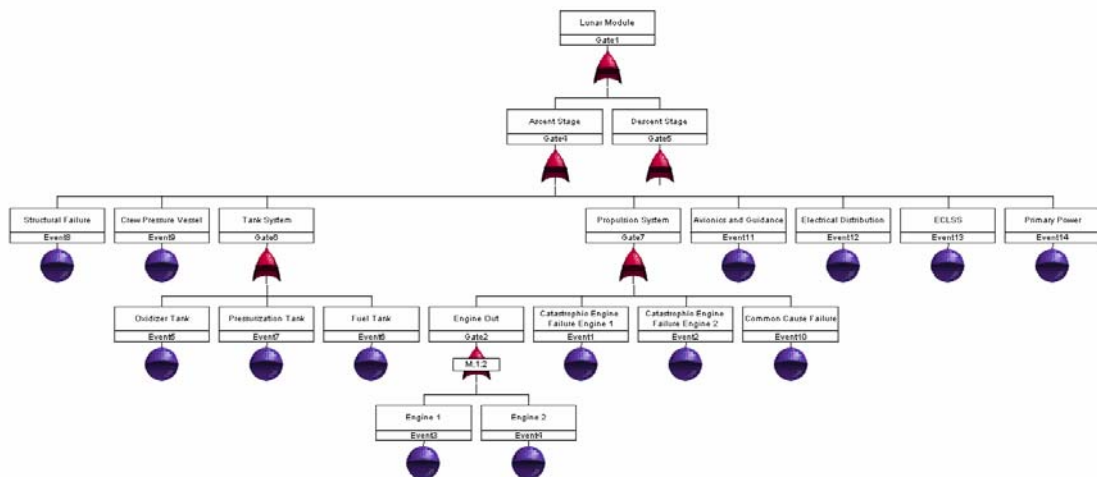 Lunar Module
Gate1
Ascent Stage
Gate4
Descent Stage
Gate5
Structural Failure
Event8
Crew Pressure Vessel
Event9
Tank System
Gate6
Propulsion System
Gate7
Avionics and Guidance
Event11
Electrical Distribution
Event12
ECLSS
Event13
Primary Power
Event14
Oxidizer Tank
Event5
Pressurization Tank
Event7
Fuel Tank
Event6
Engine Out
Gate2
M.1:2
Catastrophic Engine
Failure Engine 1
Event1
Catastrophic Engine
Failure Engine 2
Event2
Common Cause Failure
Event10
Engine 1
Event3
Engine 2
Event4